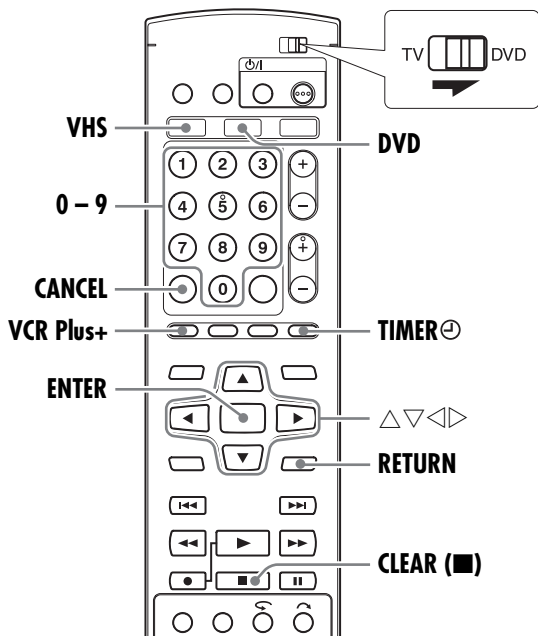 TV DVD
⏻/I
VHS
DVD
1 2 3
+
0 – 9
4 5 6
–
7 8 9
+
CANCEL
0
–
VCR Plus+
TIMER
ENTER
△▽◁▷
RETURN
CLEAR (■)